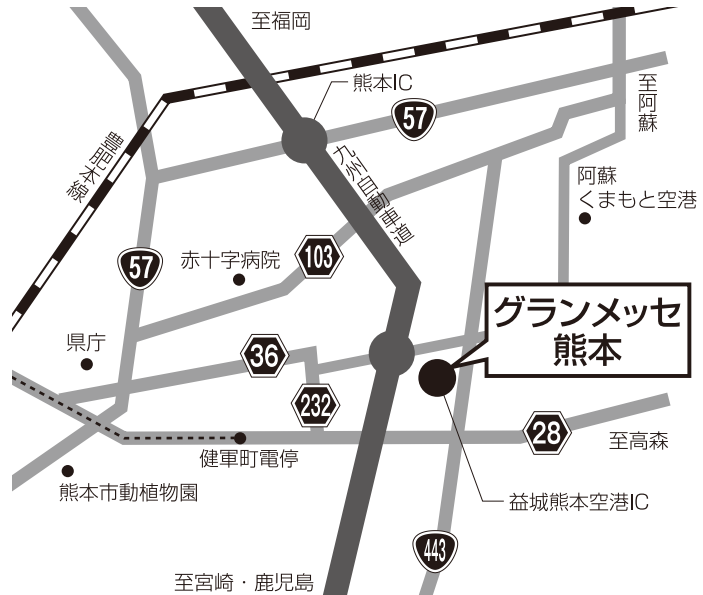 至福岡
熊本IC
57
至阿蘇
豊肥本線
九州自動車道
阿蘇
くまもと空港
57
赤十字病院
103
グランメッセ
熊本
県庁
36
232
28
健軍町電停
至高森
熊本市動植物園
益城熊本空港IC
443
至宮崎・鹿児島